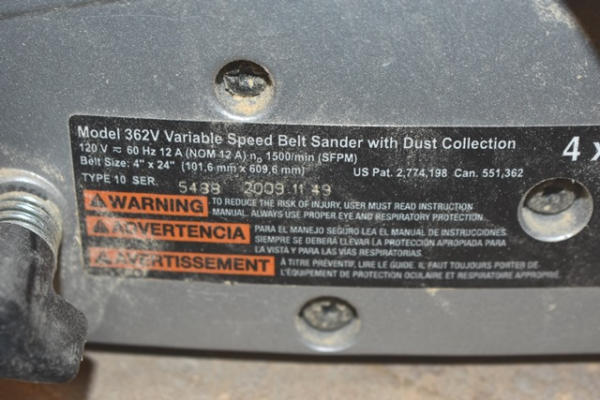 Model 362V Variable Speed Belt Sander with Dust Collection
120 V ≂ 60 Hz 12 A (NOM 12 A) n₀ 1500/min (SFPM)
Belt Size: 4" x 24" (101,6 mm x 609,6 mm) US Pat. 2,774,198 Can. 551,362
4 x
TYPE 10 SER. 5488 2009 11 49
WARNING TO REDUCE THE RISK OF INJURY, USER MUST READ INSTRUCTION
MANUAL. ALWAYS USE PROPER EYE AND RESPIRATORY PROTECTION.
ADVERTENCIA PARA EL MANEJO SEGURO LEA EL MANUAL DE INSTRUCCIONES.
SIEMPRE SE DEBERÁ LLEVAR LA PROTECCIÓN APROPIADA PARA
LA VISTA Y PARA LAS VÍAS RESPIRATORIAS.
AVERTISSEMENT À TITRE PRÉVENTIF, LIRE LE GUIDE. IL FAUT TOUJOURS PORTER DE
L'ÉQUIPEMENT DE PROTECTION OCULAIRE ET RESPIRATOIRE APPROPRIÉ.